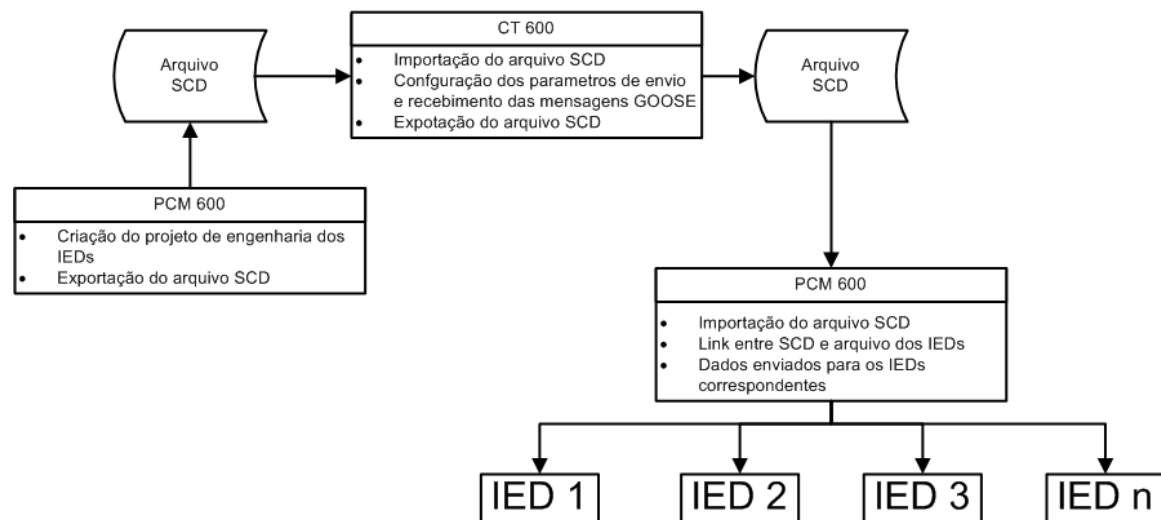 PCM 600
• Criação do projeto de engenharia dos
IEDs
• Exportação do arquivo SCD
Arquivo
SCD
CT 600
• Importação do arquivo SCD
• Confguração dos parametros de envio
e recebimento das mensagens GOOSE
• Expotação do arquivo SCD
Arquivo
SCD
PCM 600
• Importação do arquivo SCD
• Link entre SCD e arquivo dos IEDs
• Dados enviados para os IEDs
correspondentes
IED 1
IED 2
IED 3
IED n